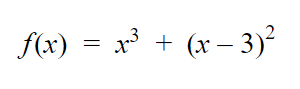 f(x) = x³ + (x – 3)²